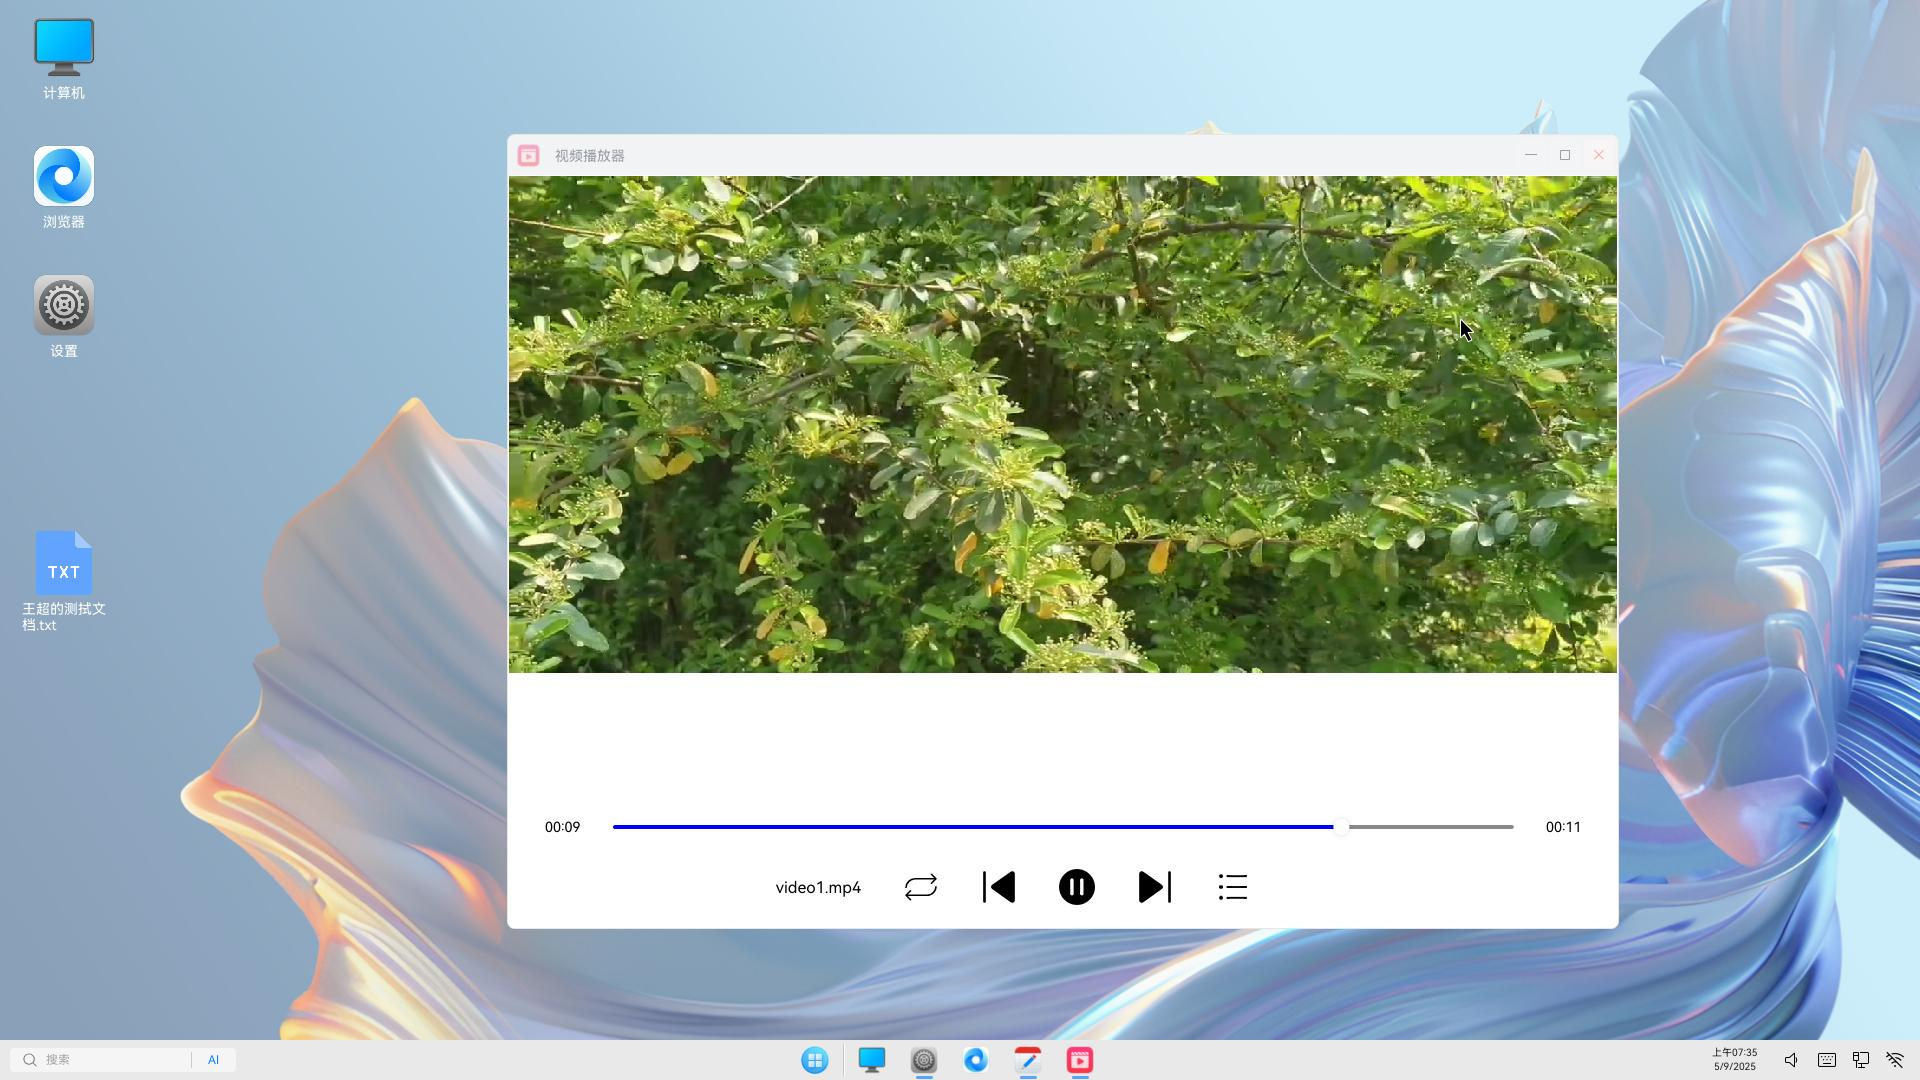 计算机
浏览器
设置
王超的测拭文
档.txt
视频播放器
00:09
00:11
video1.mp4
搜索
AI
上午07:35
5/9/2025
TXT